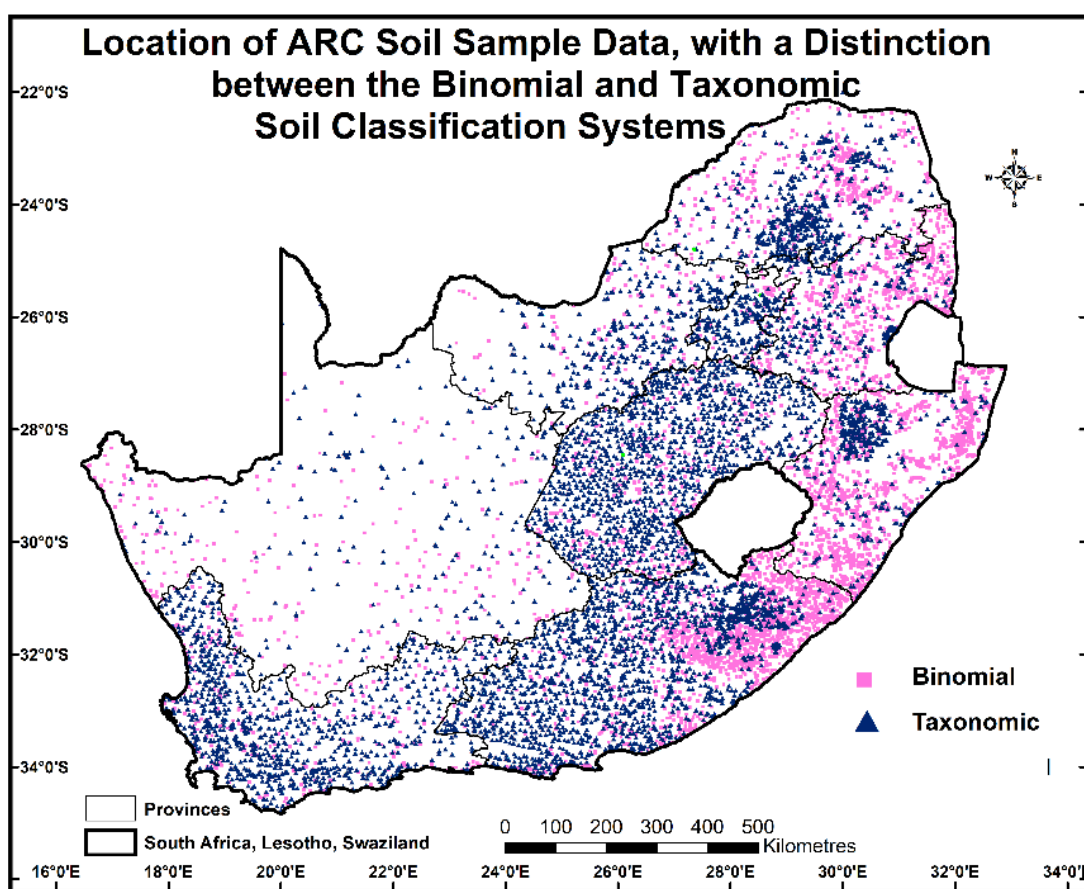 Location of ARC Soil Sample Data, with a Distinction
between the Binomial and Taxonomic
Soil Classification Systems
22°0'S
24°0'S
26°0'S
28°0'S
30°0'S
32°0'S
34°0'S
N
W E
S
Binomial
Taxonomic
Provinces
South Africa, Lesotho, Swaziland
0 100 200 300 400 500
Kilometres
16°0'E 18°0'E 20°0'E 22°0'E 24°0'E 26°0'E 28°0'E 30°0'E 32°0'E 34°0'E